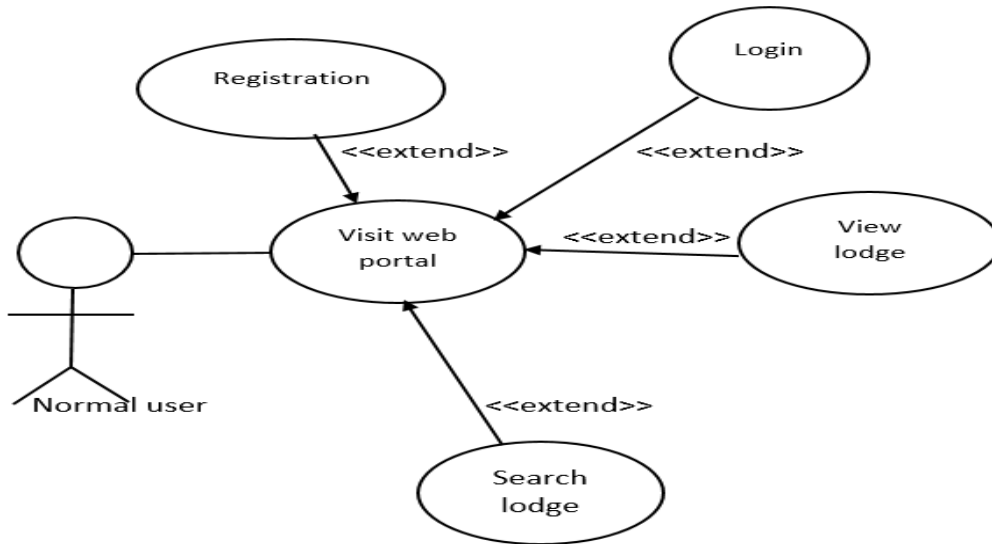 Login
Registration
<<extend>>
<<extend>>
Visit web
portal
<<extend>>
View
lodge
Normal user
<<extend>>
Search
lodge